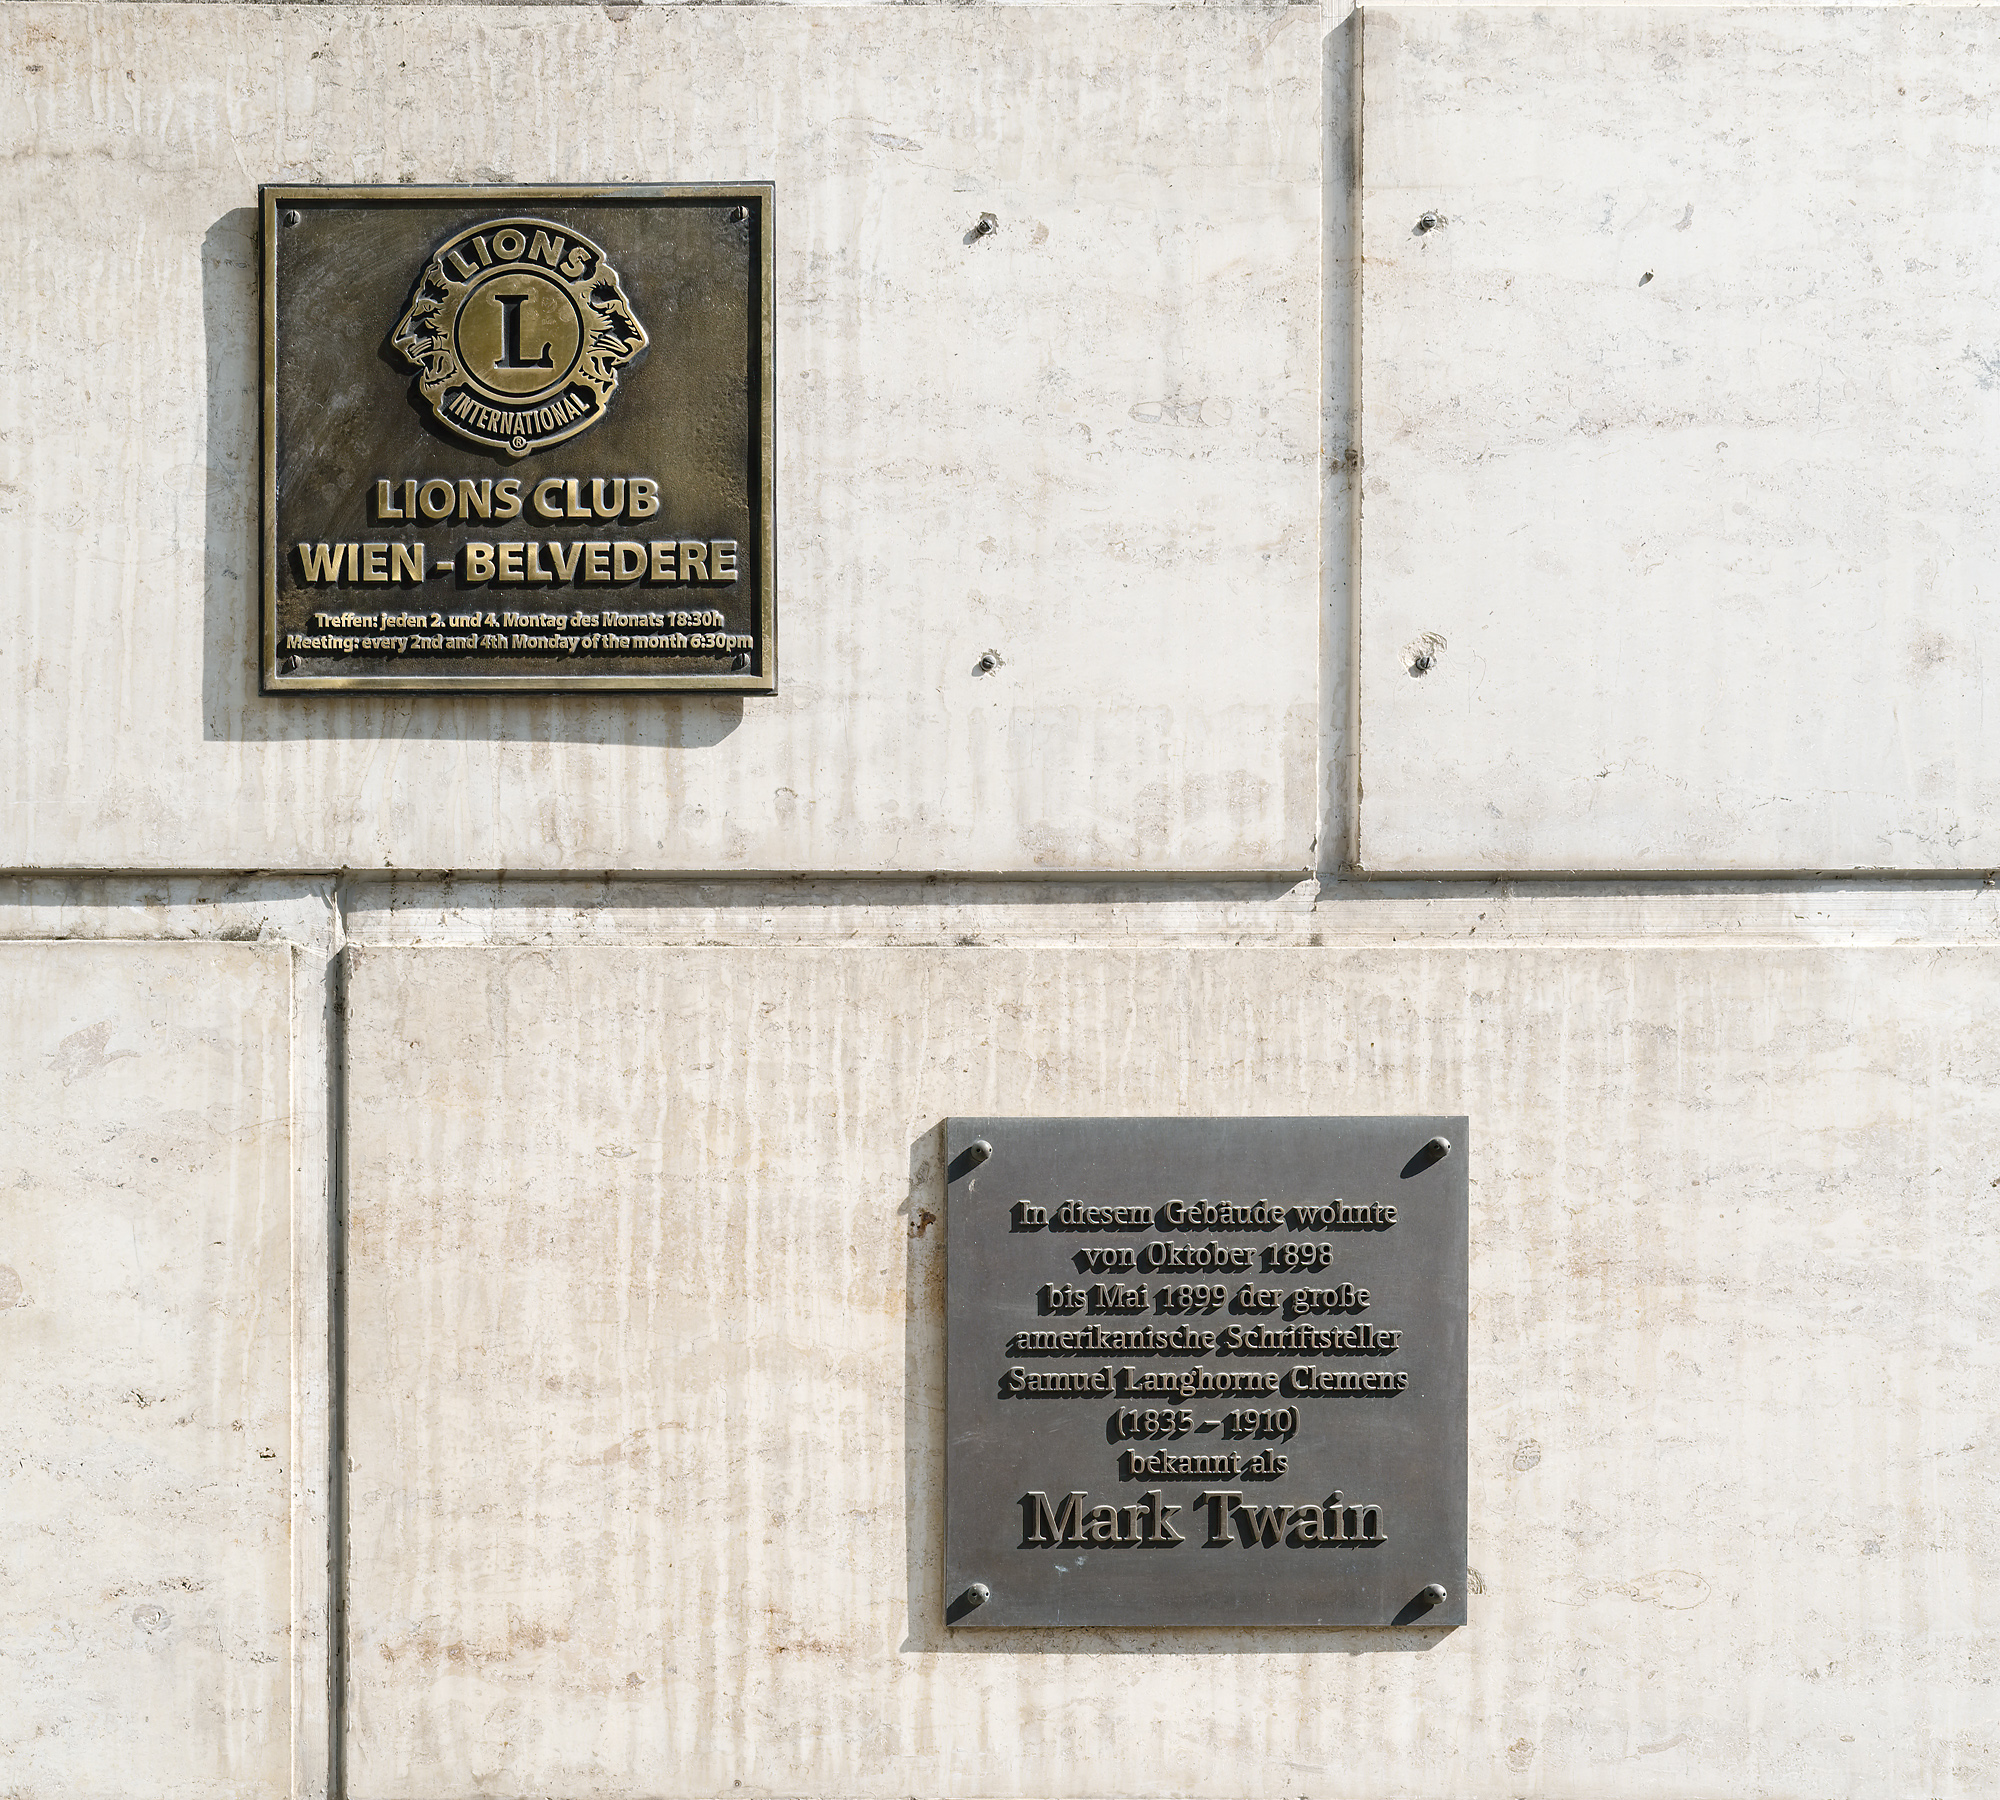 LIONS
L
INTERNATIONAL
®
LIONS CLUB
WIEN - BELVEDERE
Treffen: jeden 2. und 4. Montag des Monats 18:30h
Meeting: every 2nd and 4th Monday of the month 6:30pm
In diesem Gebäude wohnte
von Oktober 1898
bis Mai 1899 der große
amerikanische Schriftsteller
Samuel Langhorne Clemens
(1835 – 1910)
bekannt als
Mark Twain